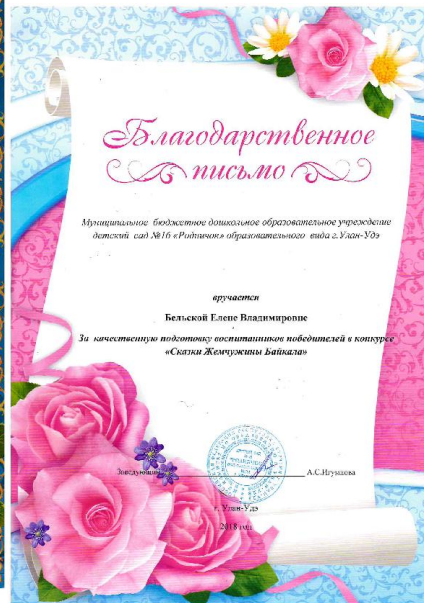 Благодарственное
письмо
Муниципальное бюджетное дошкольное образовательное учреждение
детский сад №16 «Родничок» образовательного вида г.Улан-Удэ
вручается
Бельской Елене Владимировне
За качественную подготовку воспитанников победителей в конкурсе
«Сказки Жемчужины Байкала»
Заведующий А.С.Игумнова
г. Улан-Удэ
2018 год